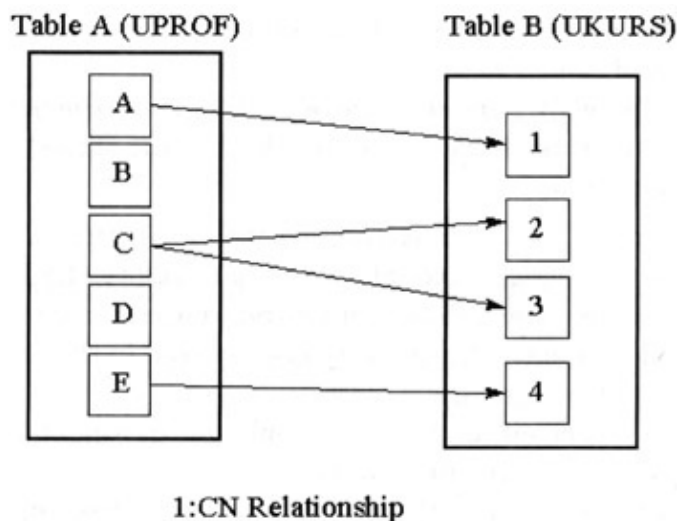 Table A (UPROF)
Table B (UKURS)
A
B
C
D
E
1
2
3
4
1:CN Relationship